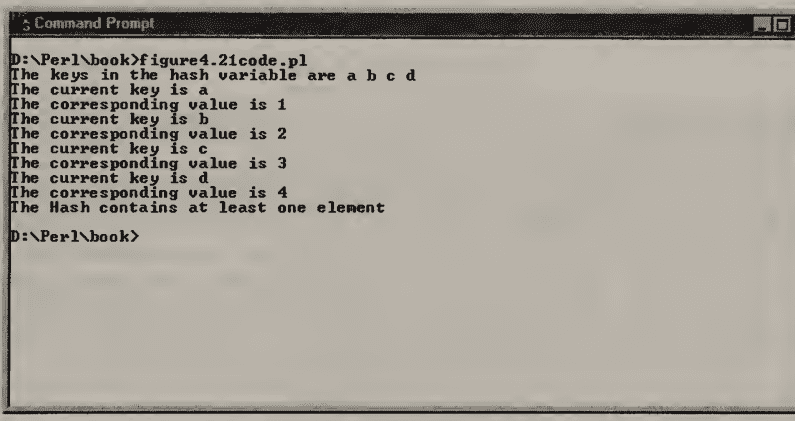 Command Prompt
D:\Perl\book>figure4.21code.pl
The keys in the hash variable are a b c d
The current key is a
The corresponding value is 1
The current key is b
The corresponding value is 2
The current key is c
The corresponding value is 3
The current key is d
The corresponding value is 4
The Hash contains at least one element
D:\Perl\book>